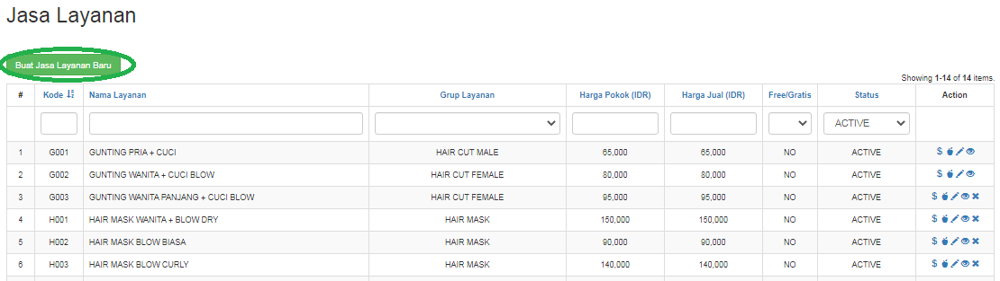 Jasa Layanan
Buat Jasa Layanan Baru
Showing 1-14 of 14 items.
# Kode Nama Layanan Grup Layanan Harga Pokok (IDR) Harga Jual (IDR) Free/Gratis Status Action
ACTIVE
1 G001 GUNTING PRIA + CUCI HAIR CUT MALE 65,000 65,000 NO ACTIVE $
2 G002 GUNTING WANITA + CUCI BLOW HAIR CUT FEMALE 80,000 80,000 NO ACTIVE $
3 G003 GUNTING WANITA PANJANG + CUCI BLOW HAIR CUT FEMALE 95,000 95,000 NO ACTIVE $
4 H001 HAIR MASK WANITA + BLOW DRY HAIR MASK 150,000 150,000 NO ACTIVE $
5 H002 HAIR MASK BLOW BIASA HAIR MASK 90,000 90,000 NO ACTIVE $
6 H003 HAIR MASK BLOW CURLY HAIR MASK 140,000 140,000 NO ACTIVE $